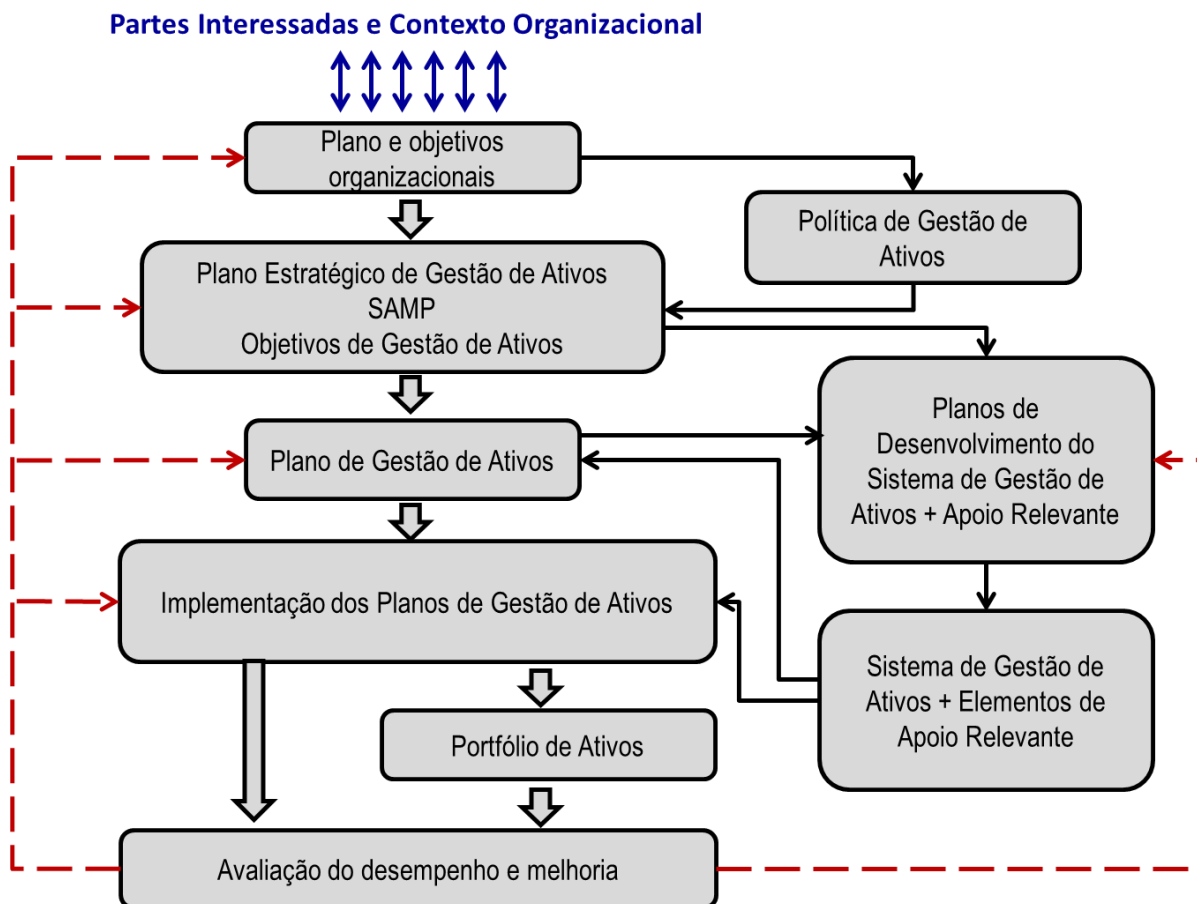 Partes Interessadas e Contexto Organizacional
Plano e objetivos
organizacionais
Política de Gestão de
Ativos
Plano Estratégico de Gestão de Ativos
SAMP
Objetivos de Gestão de Ativos
Planos de
Desenvolvimento do
Sistema de Gestão de
Ativos + Apoio Relevante
Plano de Gestão de Ativos
Implementação dos Planos de Gestão de Ativos
Sistema de Gestão de
Ativos + Elementos de
Apoio Relevante
Portfólio de Ativos
Avaliação do desempenho e melhoria